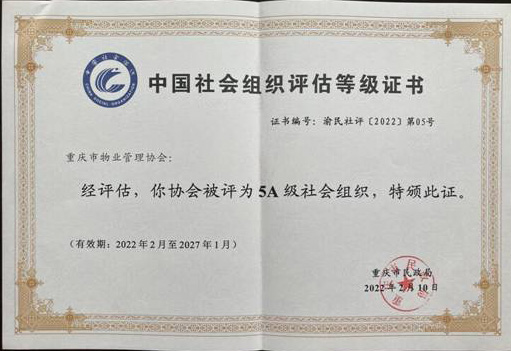 中国社会组织评估等级证书
证书编号：渝民社评〔2022〕第05号
重庆市物业管理协会：
经评估，你协会被评为5A级社会组织，特颁此证。
（有效期：2022年2月至2027年1月）
重庆市民政局
2022年2月10日